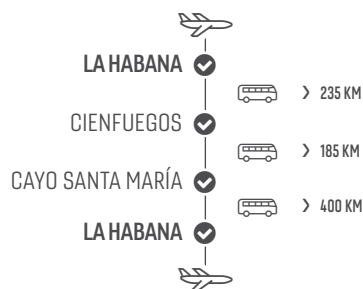 LA HABANA
> 235 KM
CIENFUEGOS
> 185 KM
CAYO SANTA MARÍA
> 400 KM
LA HABANA